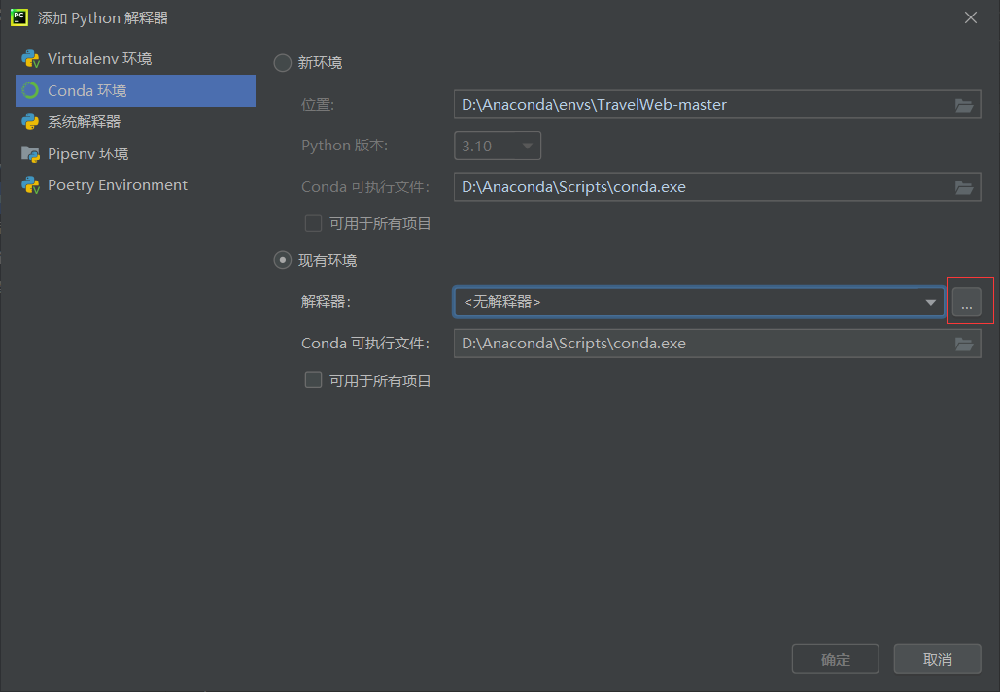 添加 Python 解释器
Virtualenv 环境
Conda 环境
系统解释器
Pipenv 环境
Poetry Environment
新环境
位置: D:\Anaconda\envs\TravelWeb-master
Python 版本: 3.10
Conda 可执行文件: D:\Anaconda\Scripts\conda.exe
可用于所有项目
现有环境
解释器: <无解释器> ...
Conda 可执行文件: D:\Anaconda\Scripts\conda.exe
可用于所有项目
确定 取消